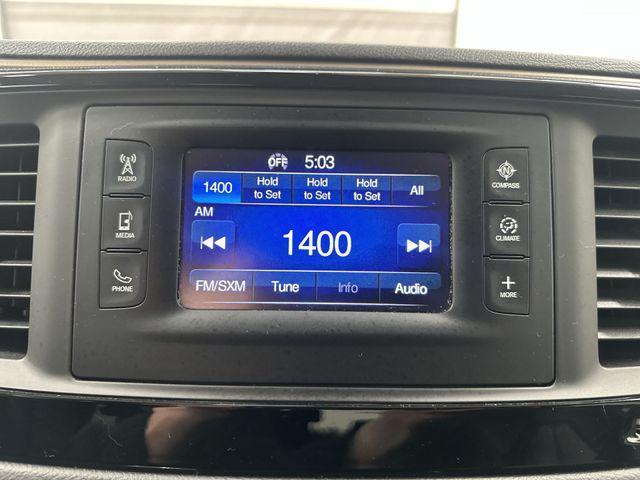 OFF 5:03
1400 Hold to Set Hold to Set Hold to Set All
AM
1400
FM/SXM Tune Info Audio
RADIO
MEDIA
PHONE
N
COMPASS
CLIMATE
MORE